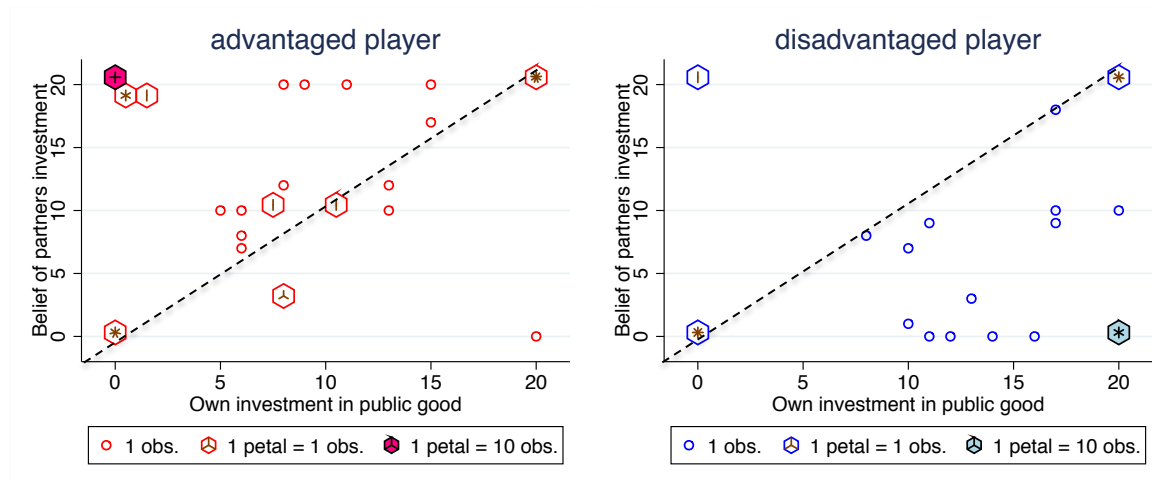 advantaged player
Belief of partners investment
20
15
10
5
0
0 5 10 15 20
Own investment in public good
1 obs. 1 petal = 1 obs. 1 petal = 10 obs.
disadvantaged player
Belief of partners investment
20
15
10
5
0
0 5 10 15 20
Own investment in public good
1 obs. 1 petal = 1 obs. 1 petal = 10 obs.